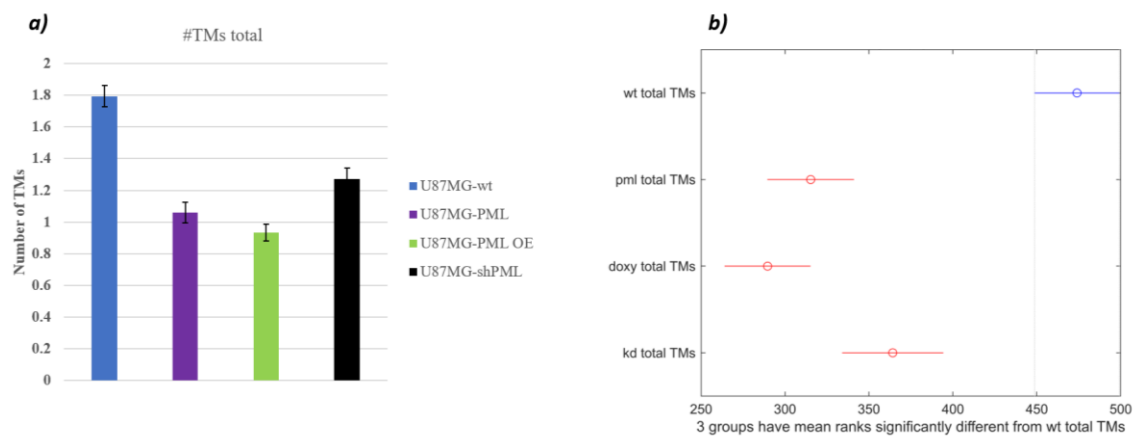 a)
#TMs total
Number of TMs
2
1.8
1.6
1.4
1.2
1
0.8
0.6
0.4
0.2
0
U87MG-wt
U87MG-PML
U87MG-PML OE
U87MG-shPML
b)
wt total TMs
pml total TMs
doxy total TMs
kd total TMs
250 300 350 400 450 500
3 groups have mean ranks significantly different from wt total TMs